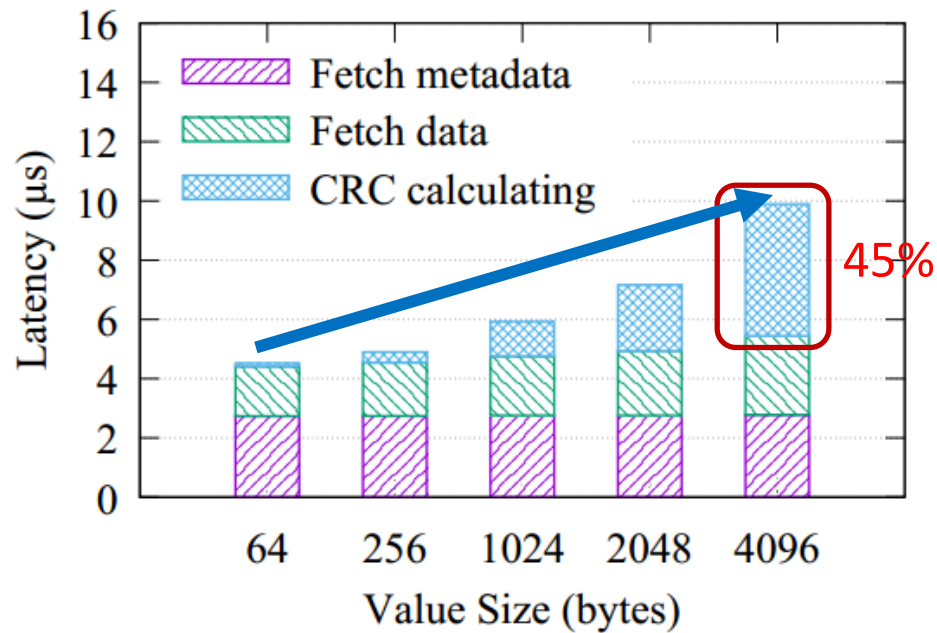 16
14
12
10
8
6
4
2
0
Latency (μs)
Fetch metadata
Fetch data
CRC calculating
45%
64 256 1024 2048 4096
Value Size (bytes)